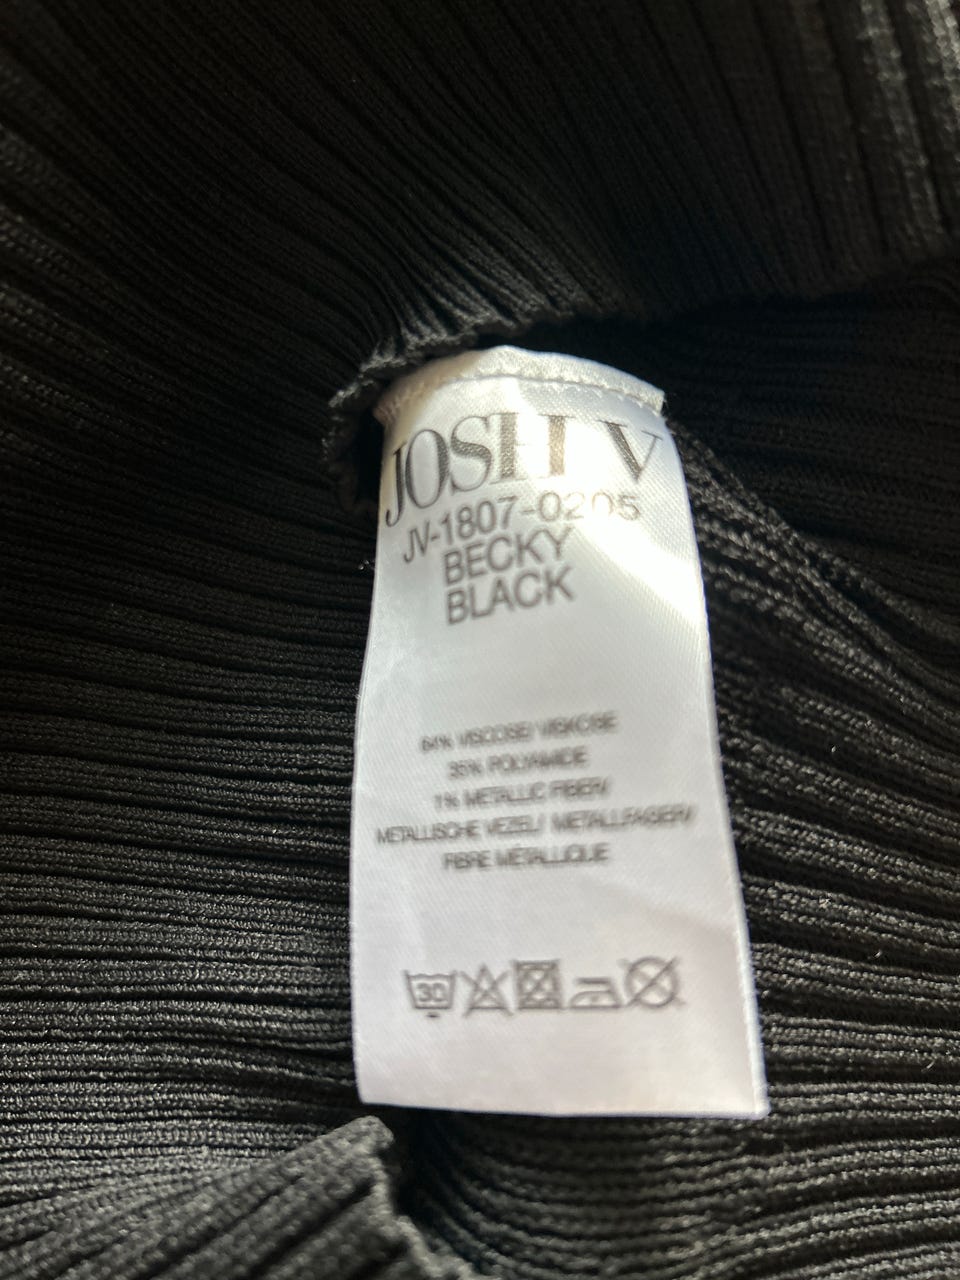 JOSH V
JV-1807-0205
BECKY
BLACK
64% VISCOSE/ VISKOSE
35% POLYAMIDE
1% METALLIC FIBER/
METALLISCHE VEZEL/ METALLFASER/
FIBRE MÉTALLIQUE
30